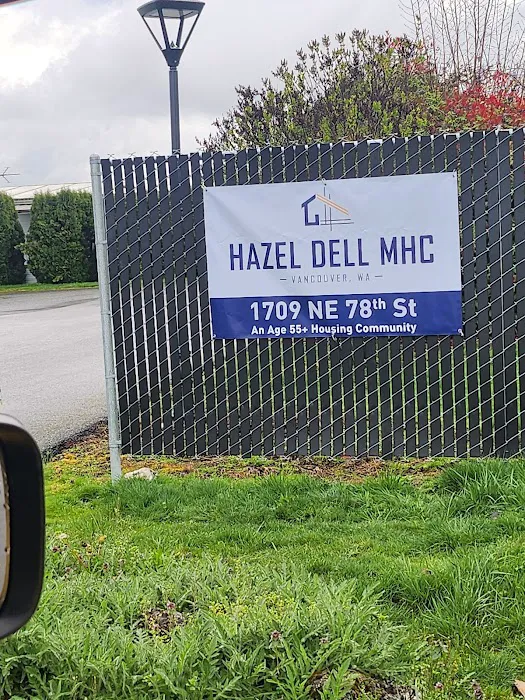 HAZEL DELL MHC
– VANCOUVER, WA –
1709 NE 78th St
An Age 55+ Housing Community